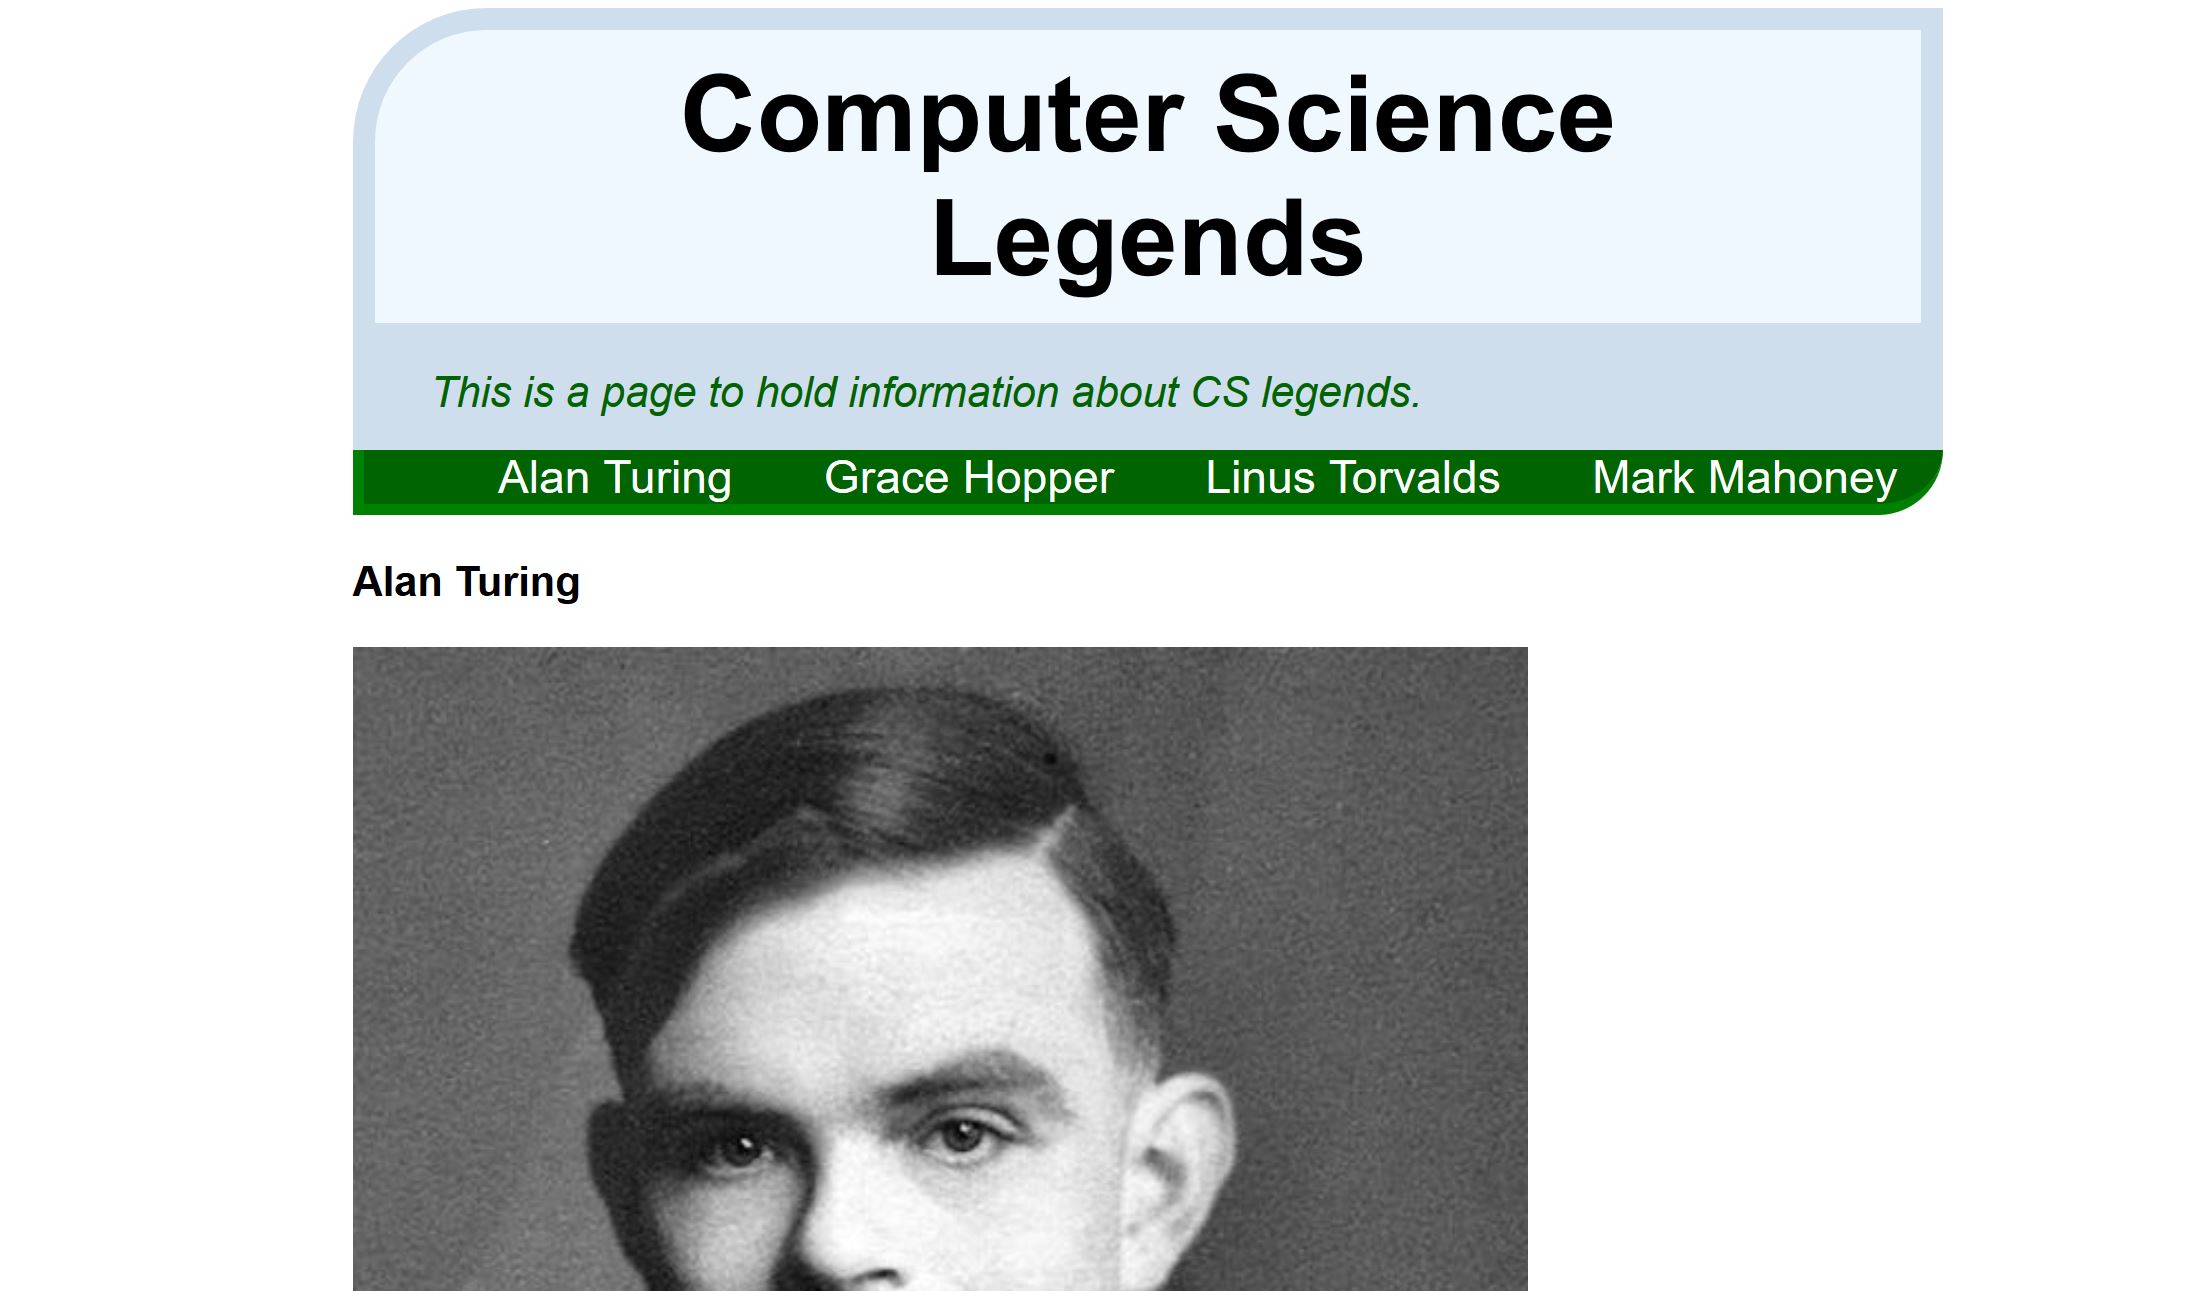 Computer Science
Legends
This is a page to hold information about CS legends.
Alan Turing Grace Hopper Linus Torvalds Mark Mahoney
Alan Turing